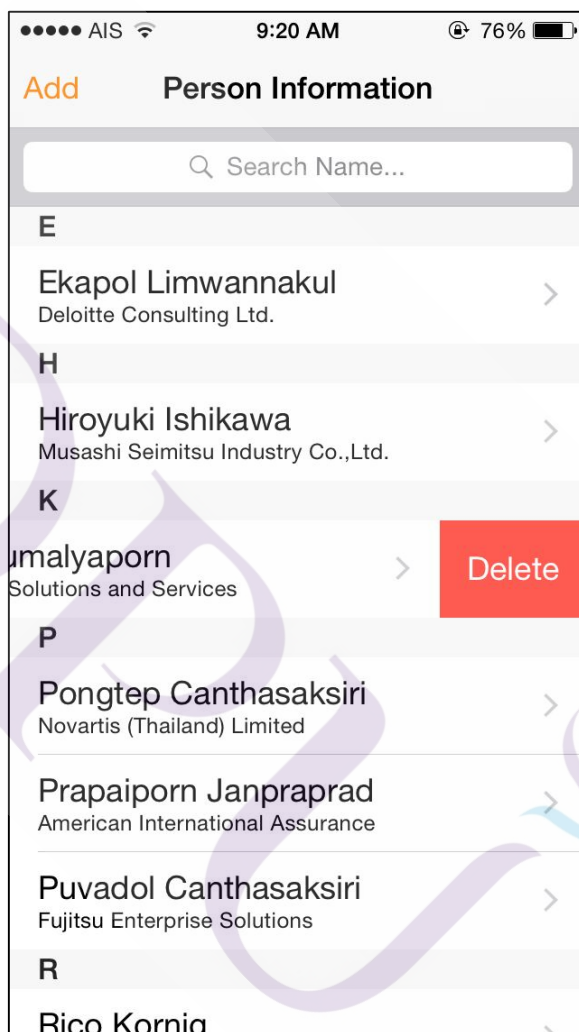 AIS 9:20 AM 76%
Add Person Information
Search Name...
E
Ekapol Limwannakul
Deloitte Consulting Ltd.
H
Hiroyuki Ishikawa
Musashi Seimitsu Industry Co.,Ltd.
K
umalyaporn
Solutions and Services
Delete
P
Pongtep Canthasaksiri
Novartis (Thailand) Limited
Prapaiporn Janpraprad
American International Assurance
Puvadol Canthasaksiri
Fujitsu Enterprise Solutions
R
Rico Kornig